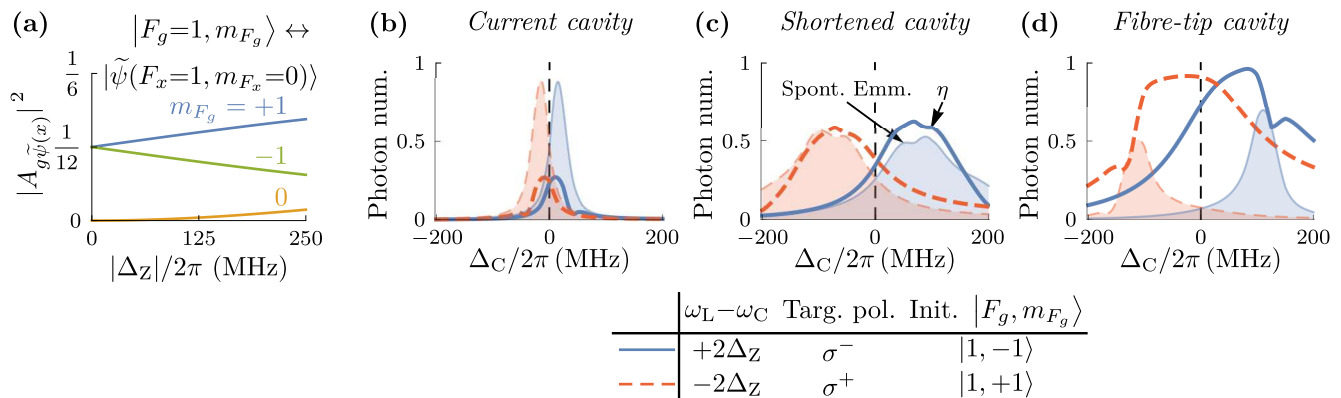 (a)
|F_g=1, m_{F_g}⟩ ↔
|ψ̃(F_x=1, m_{F_x}=0)⟩
|A_{gψ̃(x)}|²
1/6
1/12
0
m_{F_g} = +1
−1
0
0 125 250
|Δ_Z|/2π (MHz)
(b) Current cavity
Photon num.
1
0.5
0
−200 0 200
Δ_C/2π (MHz)
(c) Shortened cavity
Photon num.
1
0.5
0
Spont. Emm. η
−200 0 200
Δ_C/2π (MHz)
(d) Fibre-tip cavity
Photon num.
1
0.5
0
−200 0 200
Δ_C/2π (MHz)
ω_L−ω_C Targ. pol. Init. |F_g, m_{F_g}⟩
+2Δ_Z σ⁻ |1, −1⟩
−2Δ_Z σ⁺ |1, +1⟩